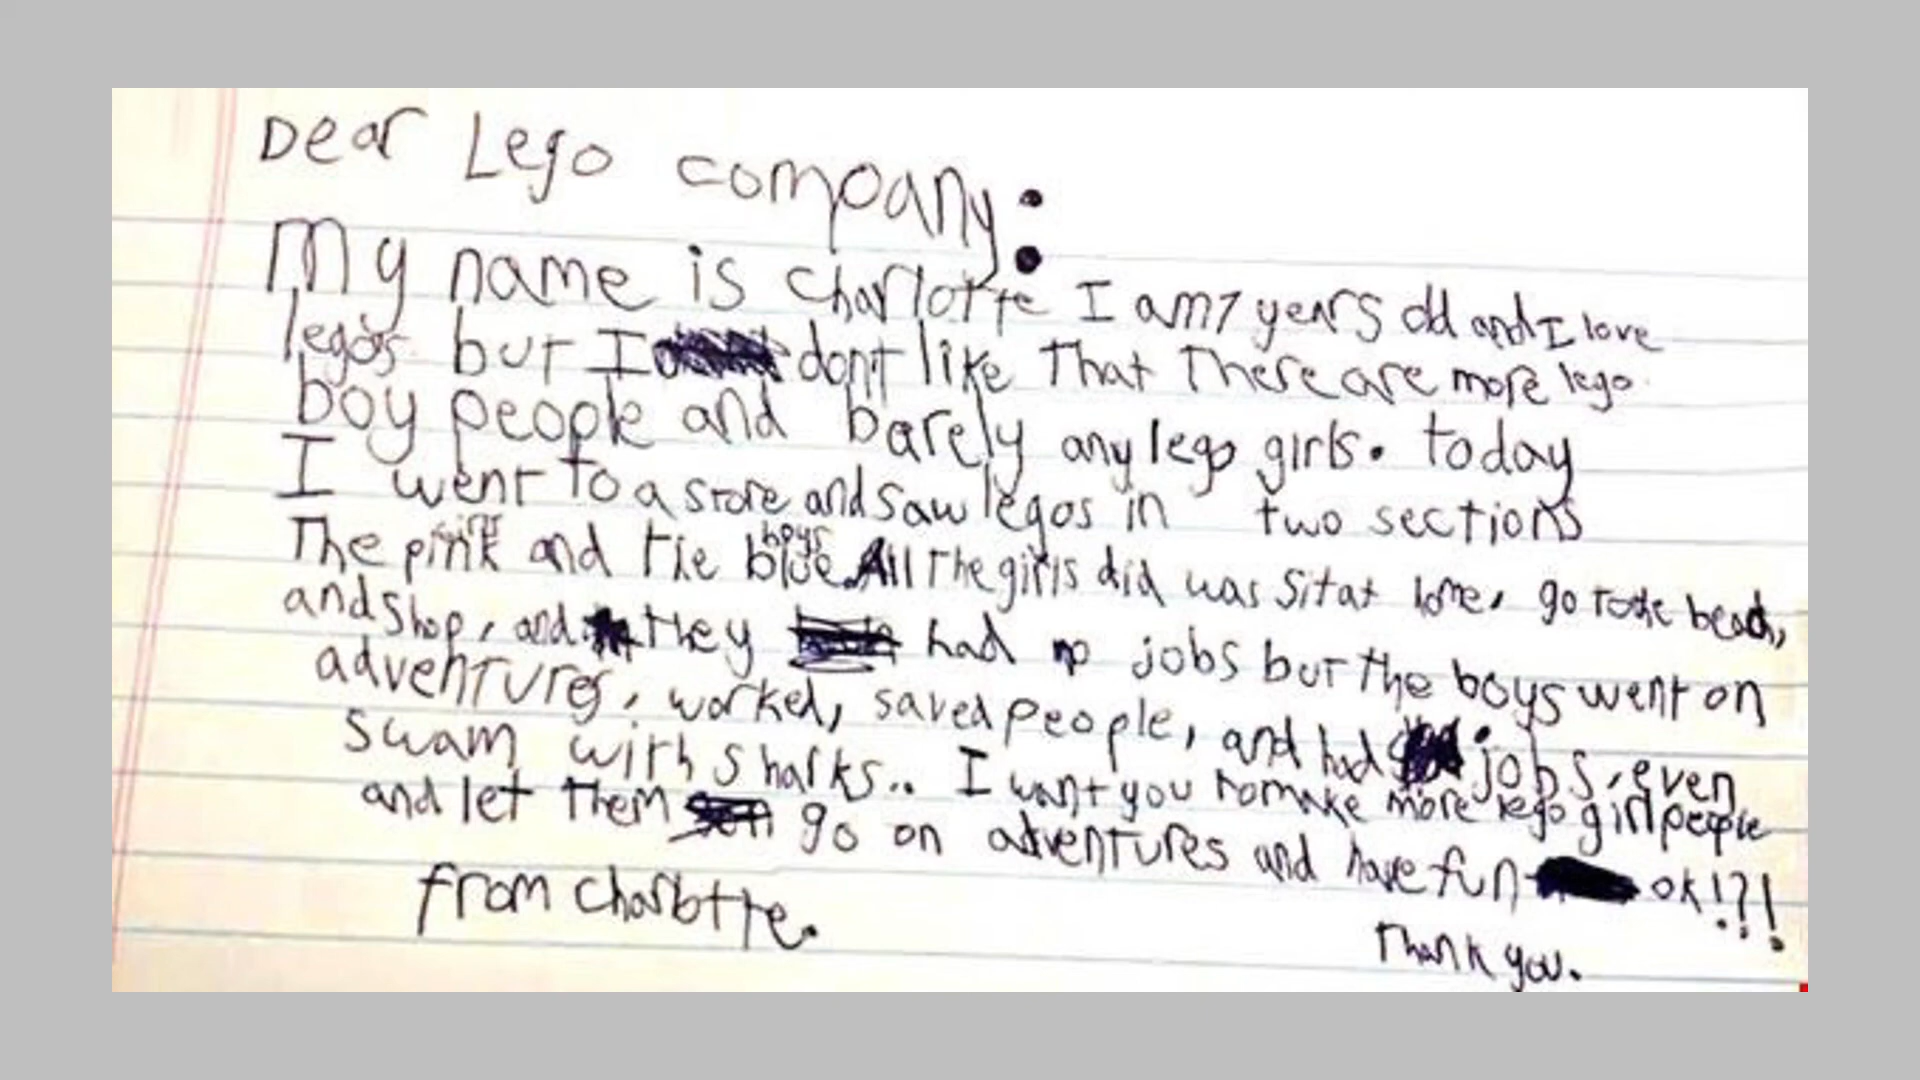 Dear Lego company:
My name is Charlotte I am 7 years old and I love
legos but I don't like that there are more lego
boy people and barely any lego girls. today
I went to a store and saw legos in two sections
girls boys
The pink and the blue. All the girls did was sit at home, go to the beach,
and shop, and they had no jobs but the boys went on
adventures, worked, saved people, and had jobs, even
swam with sharks.. I want you to make more lego girl people
and let them go on adventures and have fun ok!?!
from Charlotte.
Thank you.